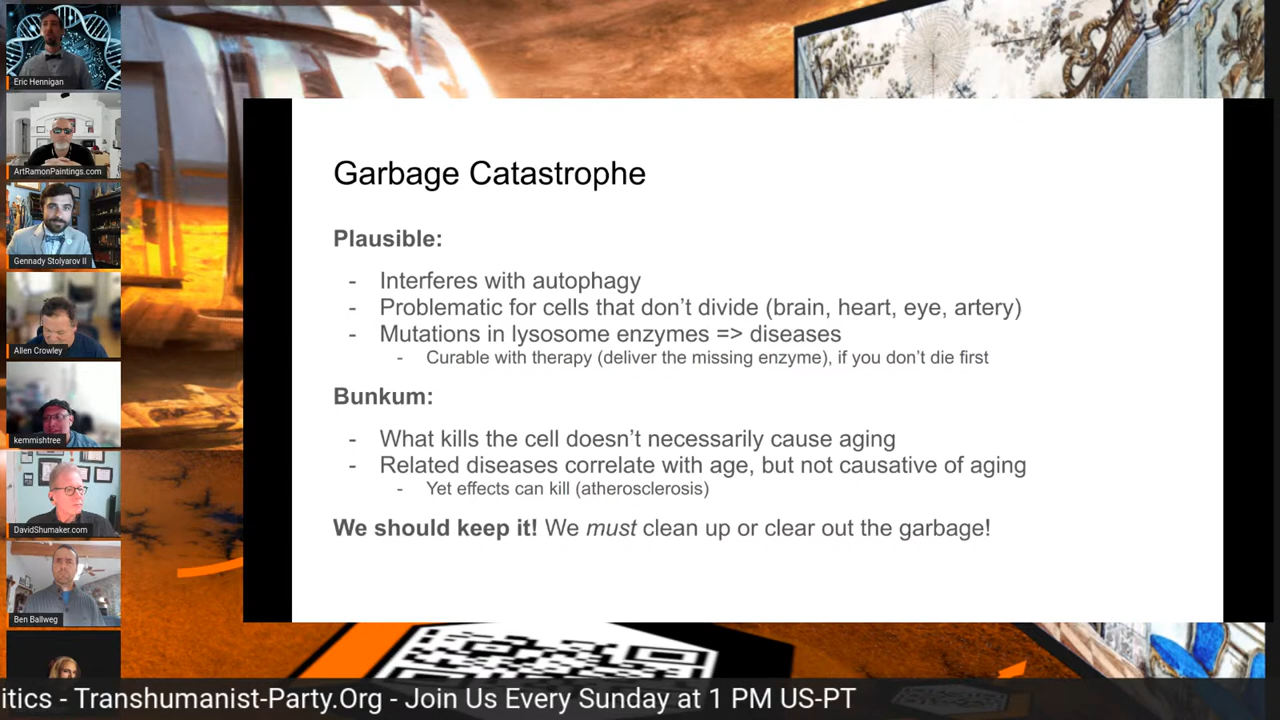 Eric Hennigan
ArtRamonPaintings.com
Gennady Stolyarov II
Allen Crowley
kemmishtree
DavidShumaker.com
Ben Ballweg
Garbage Catastrophe
Plausible:
- Interferes with autophagy
- Problematic for cells that don’t divide (brain, heart, eye, artery)
- Mutations in lysosome enzymes => diseases
- Curable with therapy (deliver the missing enzyme), if you don’t die first
Bunkum:
- What kills the cell doesn’t necessarily cause aging
- Related diseases correlate with age, but not causative of aging
- Yet effects can kill (atherosclerosis)
We should keep it! We must clean up or clear out the garbage!
itics - Transhumanist-Party.Org - Join Us Every Sunday at 1 PM US-PT